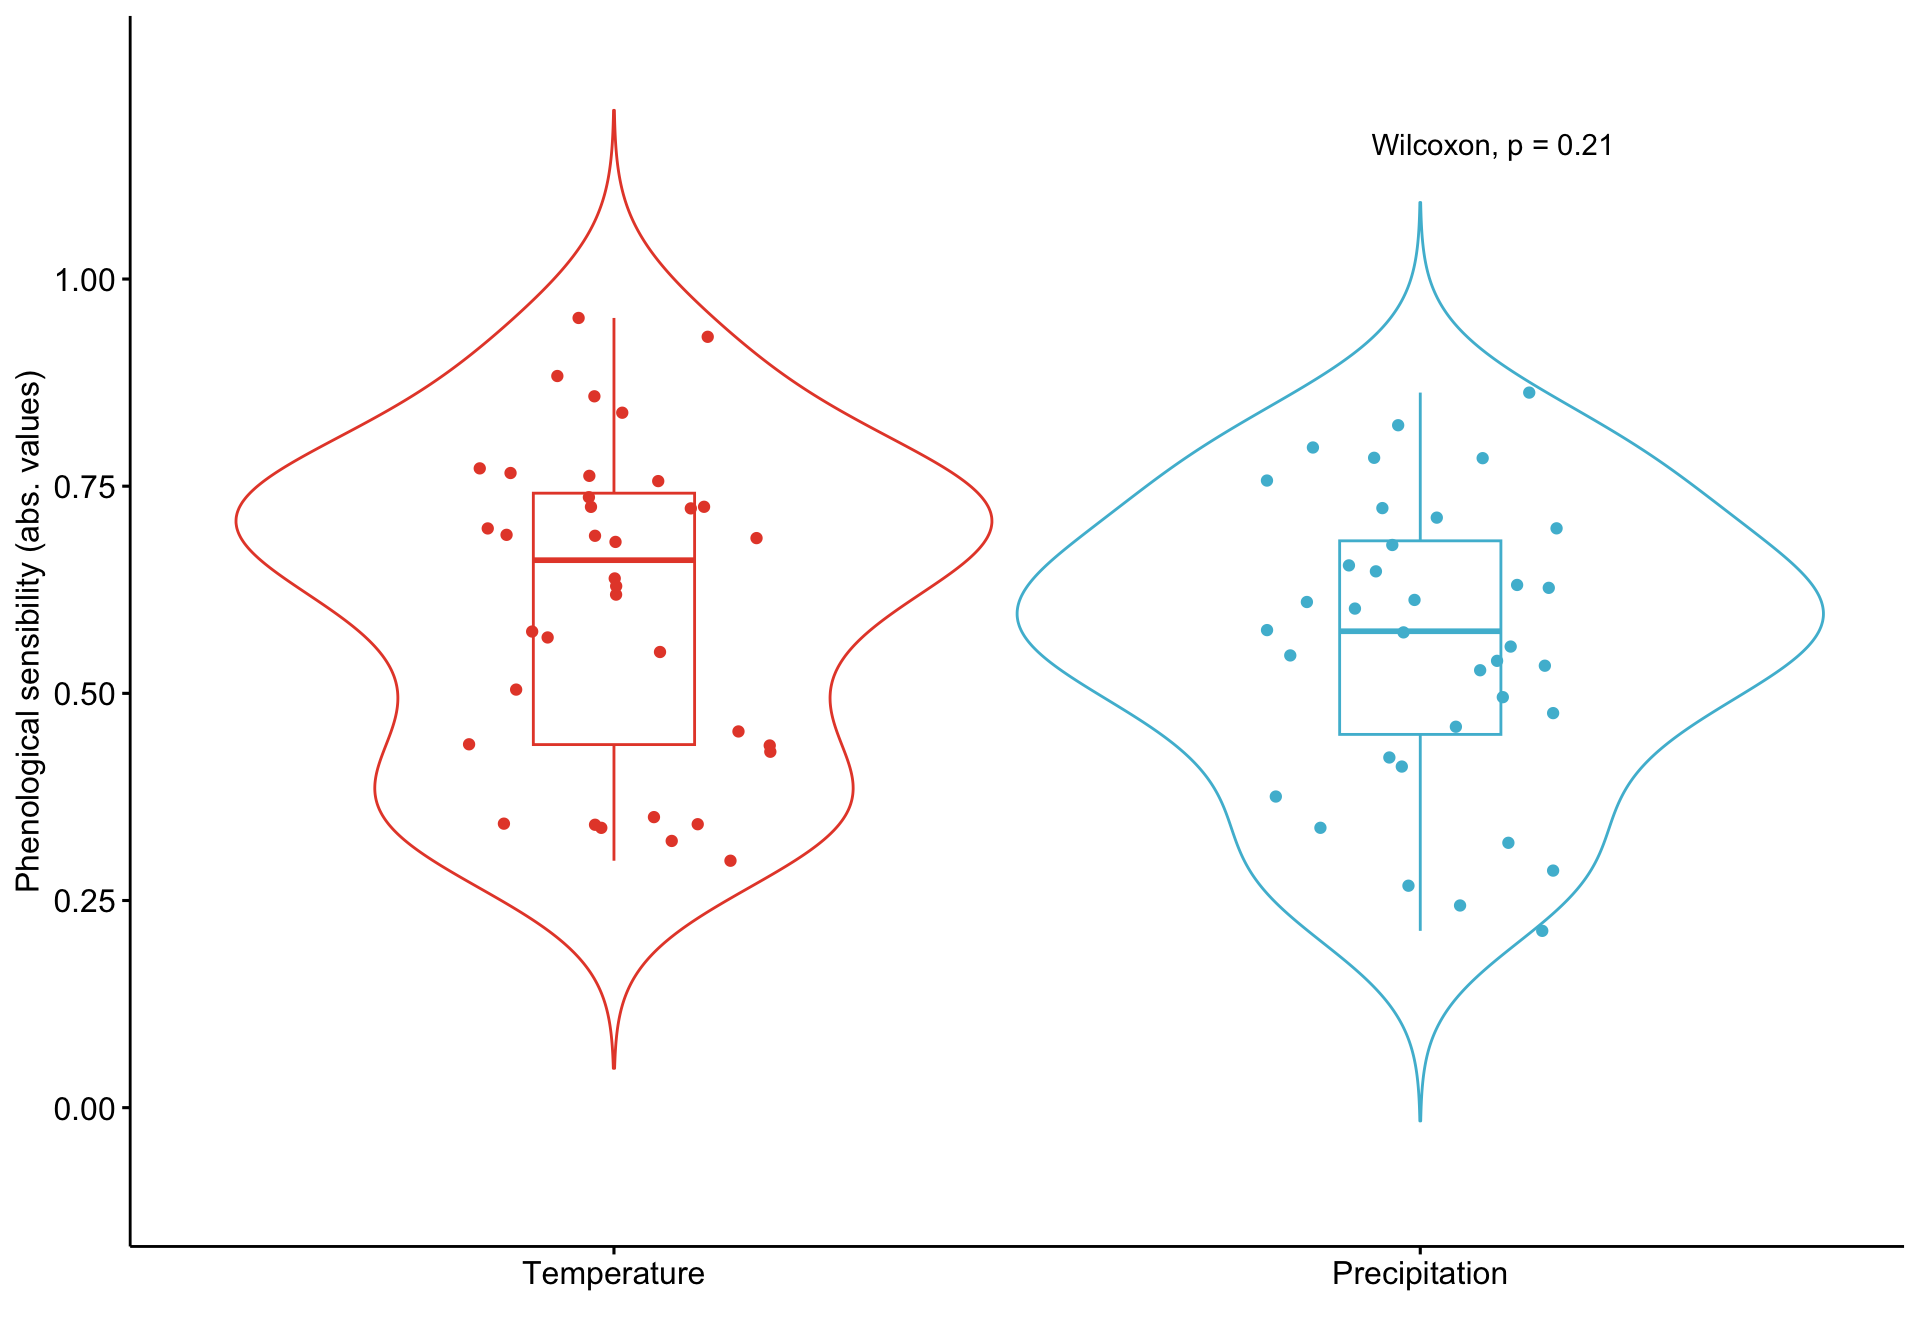 Wilcoxon, p = 0.21
Phenological sensibility (abs. values)
1.00
0.75
0.50
0.25
0.00
Temperature
Precipitation